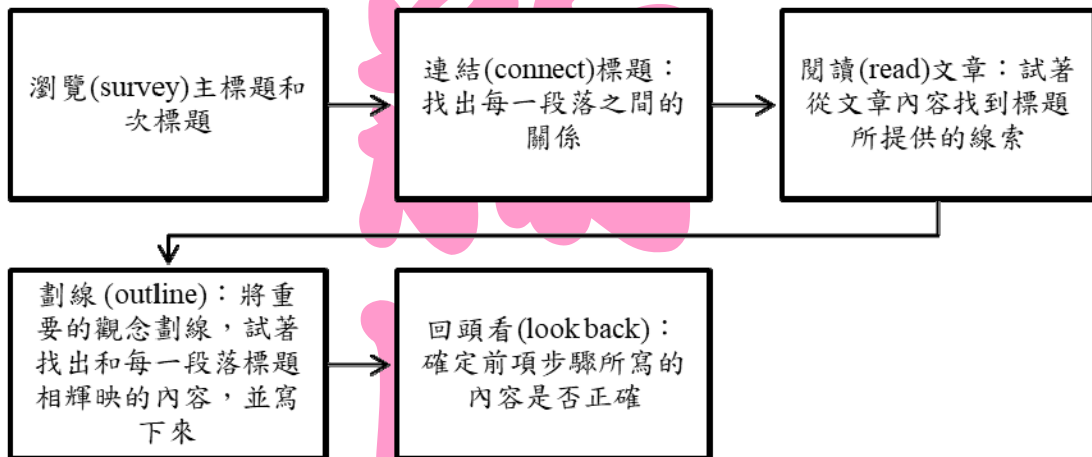 瀏覽(survey)主標題和
次標題
連結(connect)標題：
找出每一段落之間的
關係
閱讀(read)文章：試著
從文章內容找到標題
所提供的線索
劃線(outline)：將重
要的觀念劃線，試著
找出和每一段落標題
相輝映的內容，並寫
下來
回頭看(look back)：
確定前項步驟所寫的
內容是否正確